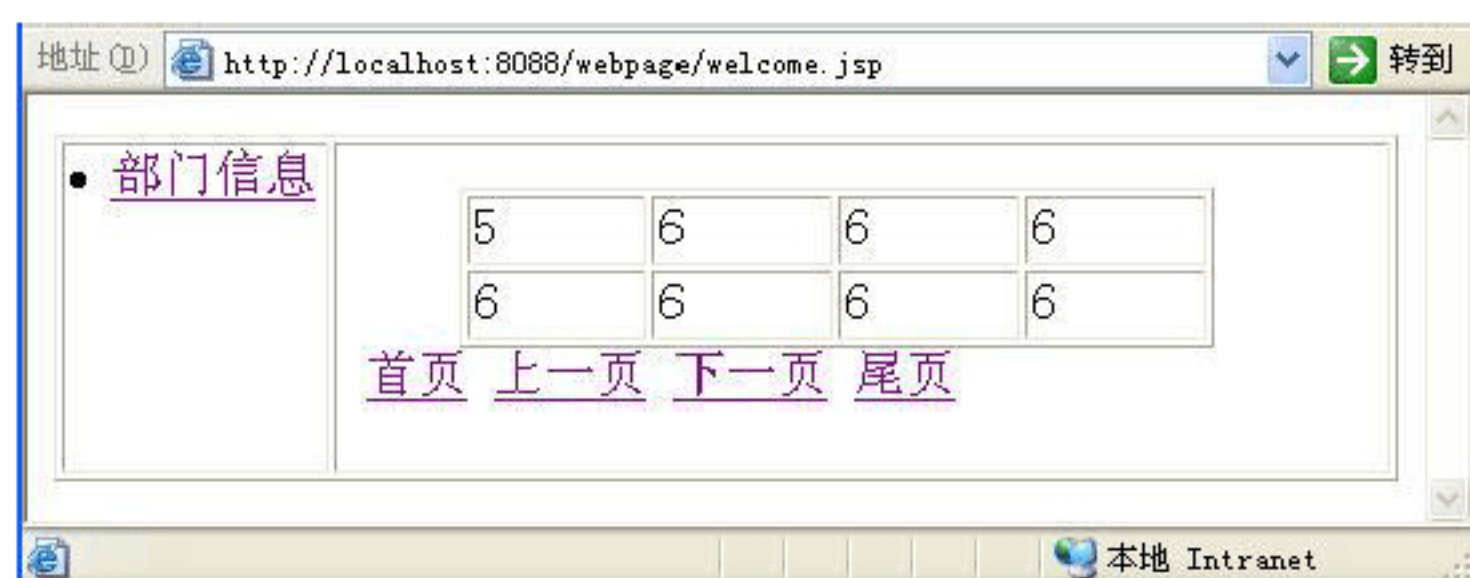 地址(D) http://localhost:8088/webpage/welcome.jsp 转到
• 部门信息
5 6 6 6
6 6 6 6
首页 上一页 下一页 尾页
本地 Intranet